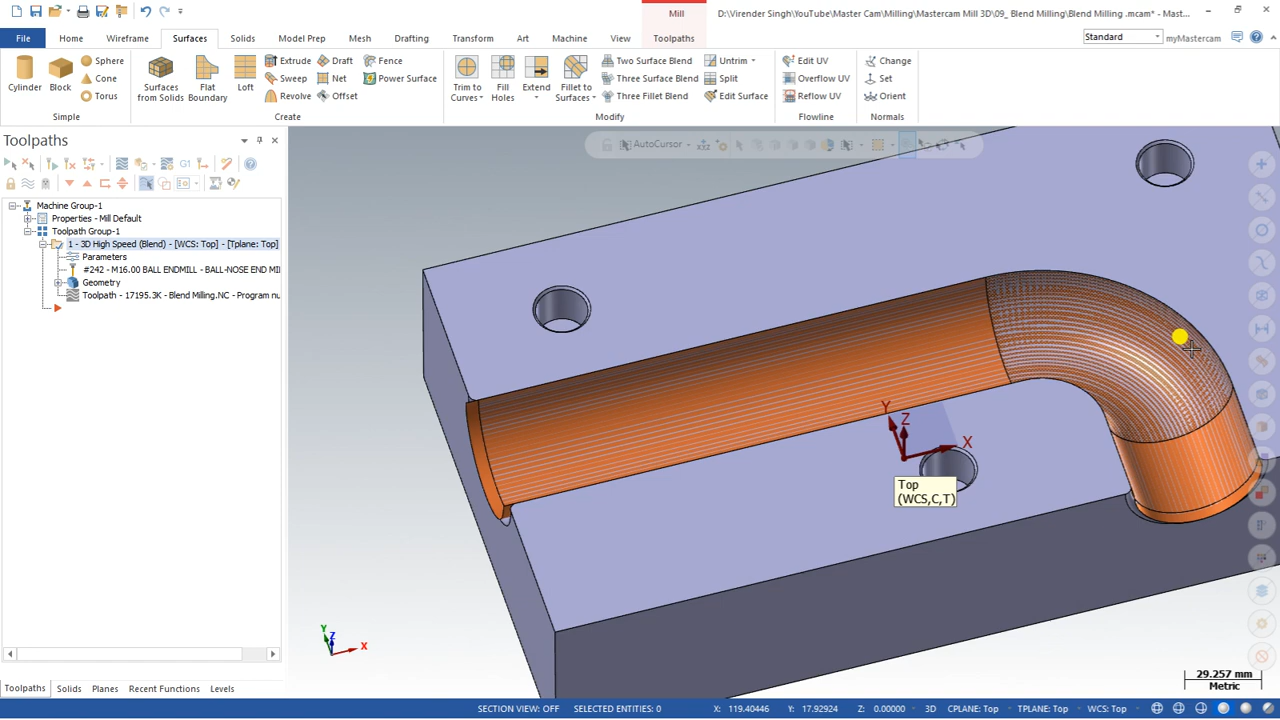 Mill
D:\Virender Singh\YouTube\Master Cam\Milling\Mastercam Mill 3D\09_ Blend Milling\Blend Milling .mcam* - Mast...
File
Home
Wireframe
Surfaces
Solids
Model Prep
Mesh
Drafting
Transform
Art
Machine
View
Toolpaths
Standard
myMastercam
Cylinder
Block
Sphere
Cone
Torus
Simple
Surfaces from Solids
Flat Boundary
Loft
Extrude
Sweep
Revolve
Draft
Net
Offset
Fence
Power Surface
Create
Trim to Curves
Fill Holes
Extend
Fillet to Surfaces
Two Surface Blend
Three Surface Blend
Three Fillet Blend
Untrim
Split
Edit Surface
Modify
Edit UV
Overflow UV
Reflow UV
Flowline
Change
Set
Orient
Normals
Toolpaths
G1
AutoCursor
Machine Group-1
Properties - Mill Default
Toolpath Group-1
1 - 3D High Speed (Blend) - [WCS: Top] - [Tplane: Top]
Parameters
#242 - M16.00 BALL ENDMILL - BALL-NOSE END MI
Geometry
Toolpath - 17195.3K - Blend Milling.NC - Program nu
Y
Z
X
Top
(WCS,C,T)
Y
Z
X
29.257 mm
Metric
Toolpaths
Solids
Planes
Recent Functions
Levels
SECTION VIEW: OFF
SELECTED ENTITIES: 0
X: 119.40446
Y: 17.92924
Z: 0.00000
3D
CPLANE: Top
TPLANE: Top
WCS: Top